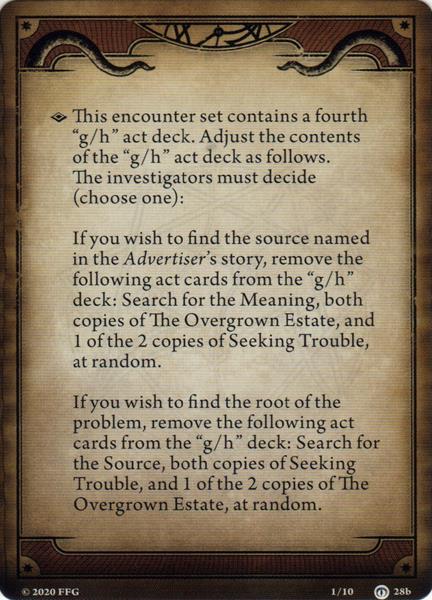 This encounter set contains a fourth
“g/h” act deck. Adjust the contents
of the “g/h” act deck as follows.
The investigators must decide
(choose one):
If you wish to find the source named
in the Advertiser’s story, remove the
following act cards from the “g/h”
deck: Search for the Meaning, both
copies of The Overgrown Estate, and
1 of the 2 copies of Seeking Trouble,
at random.
If you wish to find the root of the
problem, remove the following act
cards from the “g/h” deck: Search for
the Source, both copies of Seeking
Trouble, and 1 of the 2 copies of The
Overgrown Estate, at random.
© 2020 FFG 1/10 28b